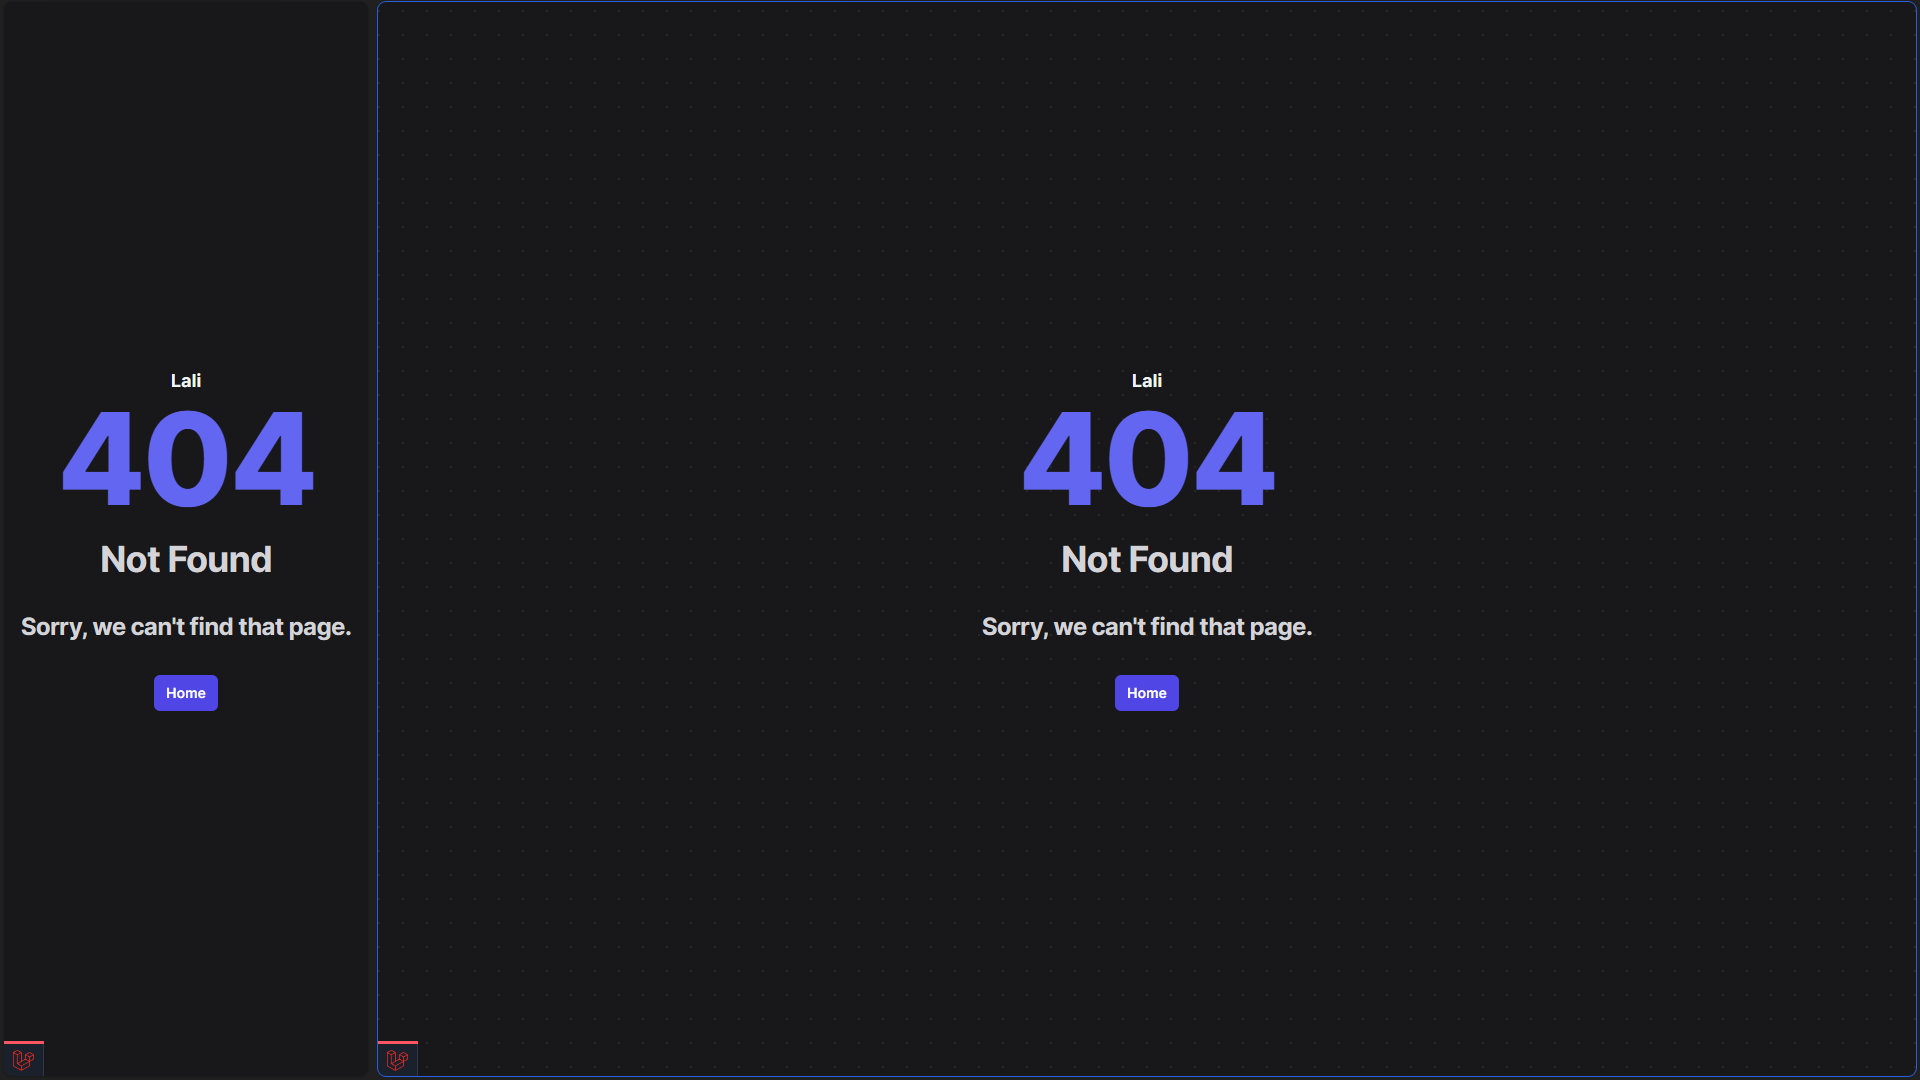 Lali
404
Not Found
Sorry, we can't find that page.
Home
Lali
404
Not Found
Sorry, we can't find that page.
Home